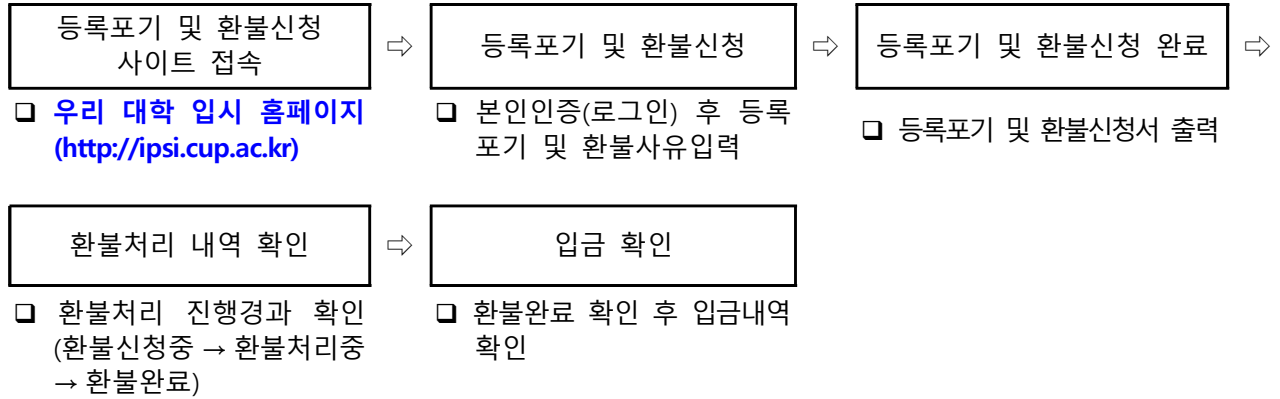 등록포기 및 환불신청
사이트 접속
⇨
등록포기 및 환불신청
⇨
등록포기 및 환불신청 완료
⇨
❑ 우리 대학 입시 홈페이지
(http://ipsi.cup.ac.kr)
❑ 본인인증(로그인) 후 등록
포기 및 환불사유입력
❑ 등록포기 및 환불신청서 출력
환불처리 내역 확인
⇨
입금 확인
❑ 환불처리 진행경과 확인
(환불신청중 → 환불처리중
→ 환불완료)
❑ 환불완료 확인 후 입금내역
확인